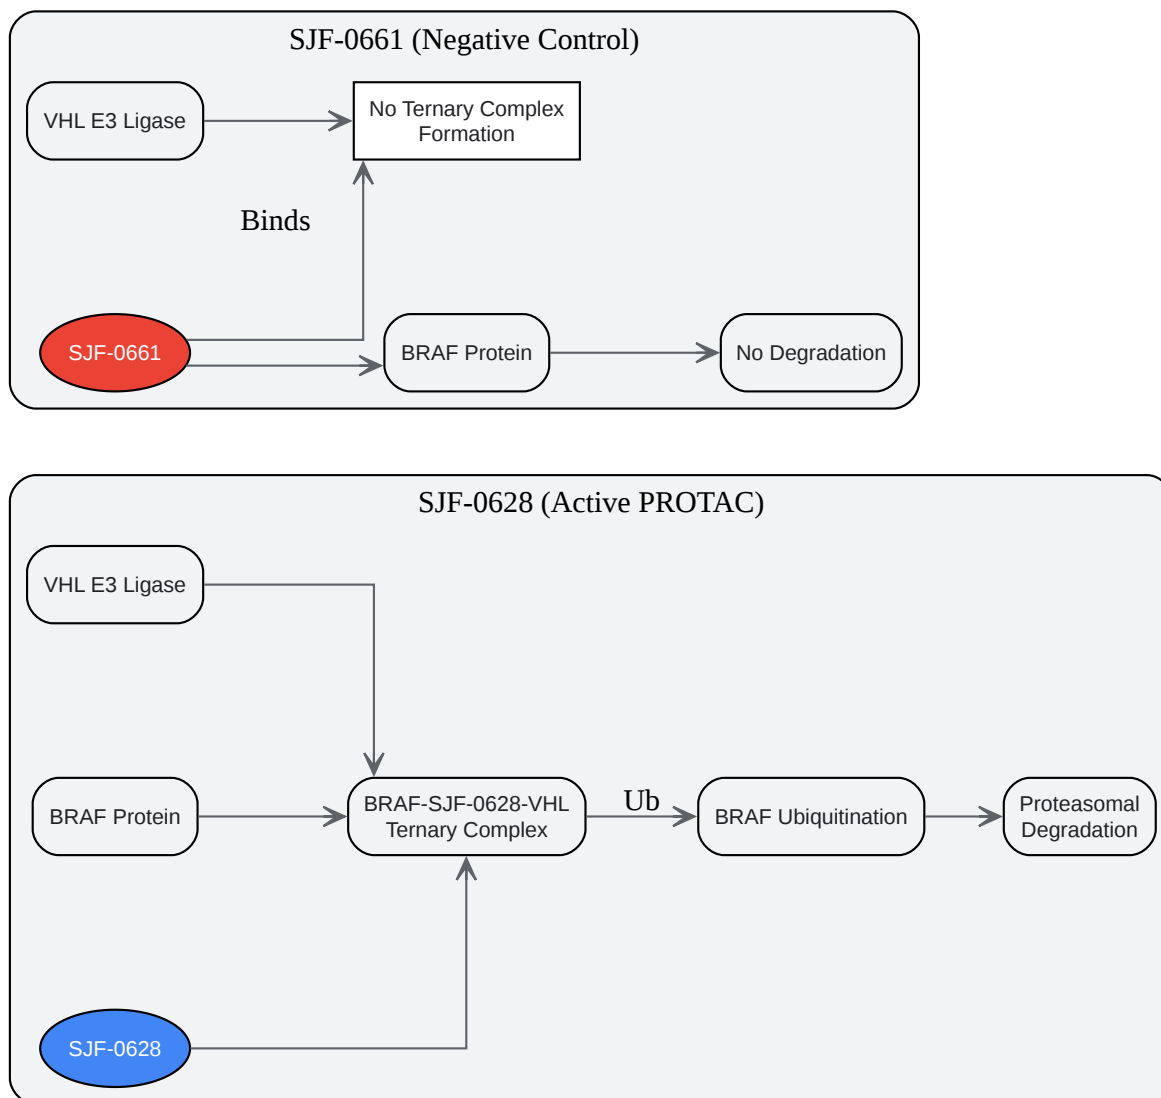 SJF-0661 (Negative Control)
VHL E3 Ligase
No Ternary Complex
Formation
Binds
SJF-0661
BRAF Protein
No Degradation
SJF-0628 (Active PROTAC)
VHL E3 Ligase
BRAF Protein
BRAF-SJF-0628-VHL
Ternary Complex
Ub
BRAF Ubiquitination
Proteasomal
Degradation
SJF-0628